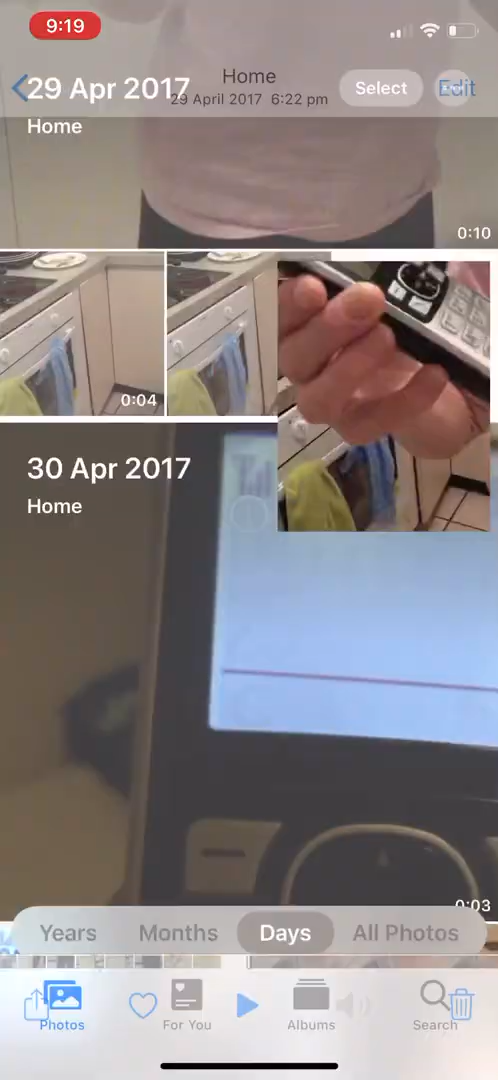 9:19
29 Apr 2017
Home
Select
Edit
29 April 2017 6:22 pm
Home
0:10
0:04
30 Apr 2017
Home
0:03
Years
Months
Days
All Photos
Photos
For You
Albums
Search